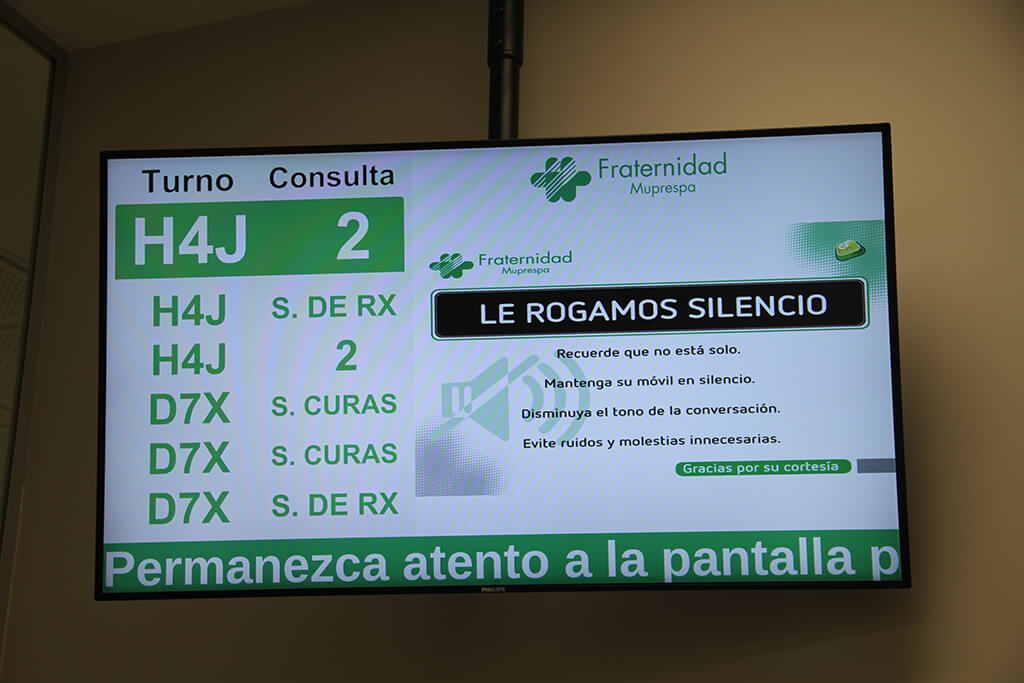 Turno Consulta
H4J 2
H4J S. DE RX
H4J 2
D7X S. CURAS
D7X S. CURAS
D7X S. DE RX
Fraternidad
Muprespa
Fraternidad
Muprespa
LE ROGAMOS SILENCIO
Recuerde que no está solo.
Mantenga su móvil en silencio.
Disminuya el tono de la conversación.
Evite ruidos y molestias innecesarias.
Gracias por su cortesía
Permanezca atento a la pantalla p
PHILIPS